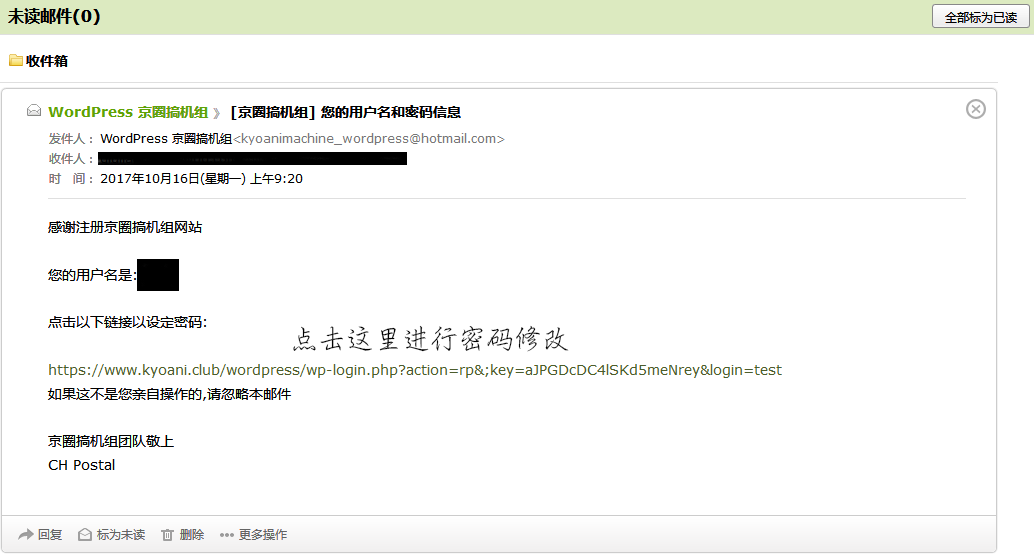 未读邮件(0)
全部标为已读
收件箱
WordPress 京圈搞机组 》 [京圈搞机组] 您的用户名和密码信息
发件人： WordPress 京圈搞机组<kyoanimachine_wordpress@hotmail.com>
收件人：
时 间： 2017年10月16日(星期一) 上午9:20
感谢注册京圈搞机组网站
您的用户名是:
点击以下链接以设定密码:
点击这里进行密码修改
https://www.kyoani.club/wordpress/wp-login.php?action=rp&;key=aJPGDcDC4lSKd5meNrey&login=test
如果这不是您亲自操作的,请忽略本邮件
京圈搞机组团队敬上
CH Postal
回复 标为未读 删除 更多操作